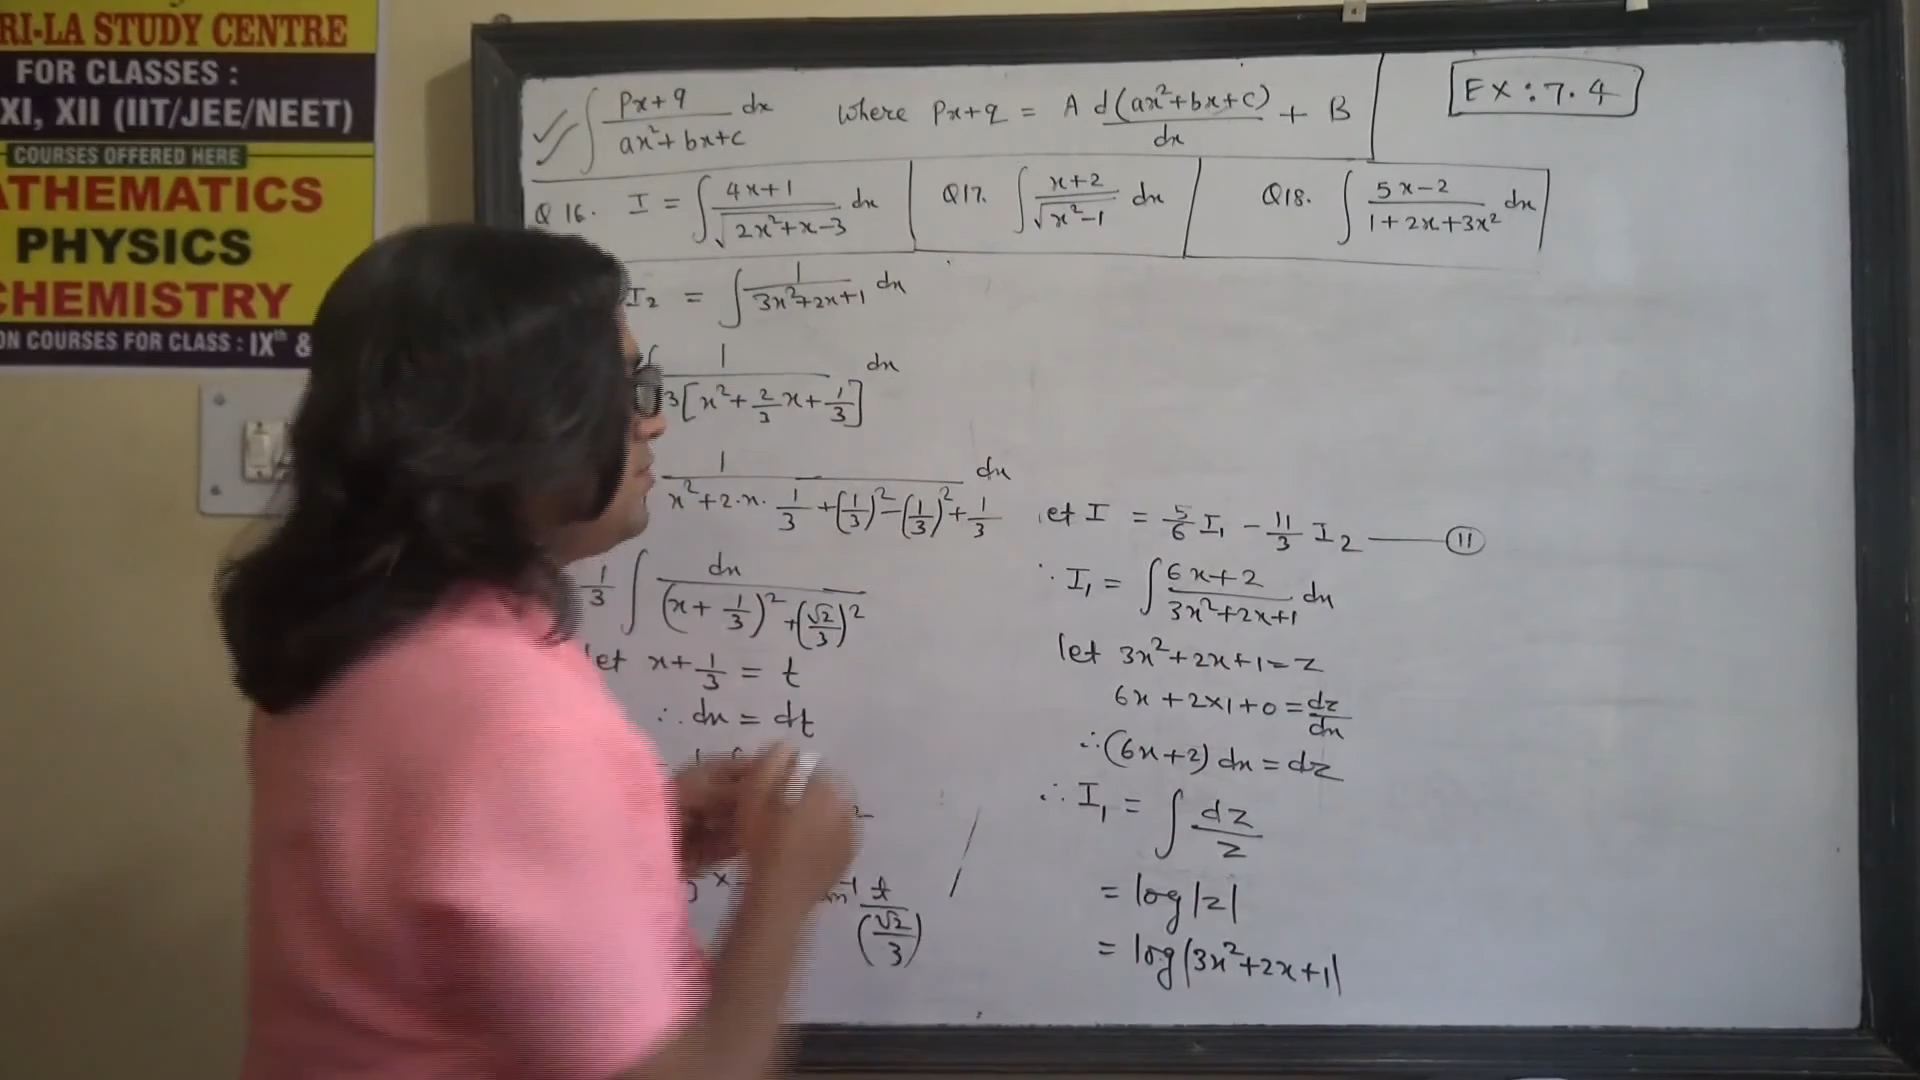 RI-LA STUDY CENTRE
FOR CLASSES :
XI, XII (IIT/JEE/NEET)
COURSES OFFERED HERE
ATHEMATICS
PHYSICS
CHEMISTRY
ON COURSES FOR CLASS : IXth &
∫ Px+q / ax²+bx+c dx where Px+q = A d(ax²+bx+c)/dx + B
EX : 7.4
Q 16. I = ∫ 4x+1 / √2x²+x-3 dx
Q17. ∫ x+2 / √x²-1 dx
Q18. ∫ 5x-2 / 1+2x+3x² dx
I₂ = ∫ 1 / 3x²+2x+1 dx
∫ 1 / 3[x²+2/3 x+1/3] dx
1 / x²+2.x.1/3+(1/3)²-(1/3)²+1/3 dx
1/3 ∫ dx / (x+1/3)²+(√2/3)²
let x+1/3 = t
∴ dx = dt
t/(√2/3)
et I = 5/6 I₁ - 11/3 I₂ —— 11
I₁ = ∫ 6x+2 / 3x²+2x+1 dx
let 3x²+2x+1=z
6x+2×1+0=dz/dx
∴(6x+2) dx=dz
∴ I₁ = ∫ dz/z
= log|z|
= log|3x²+2x+1|